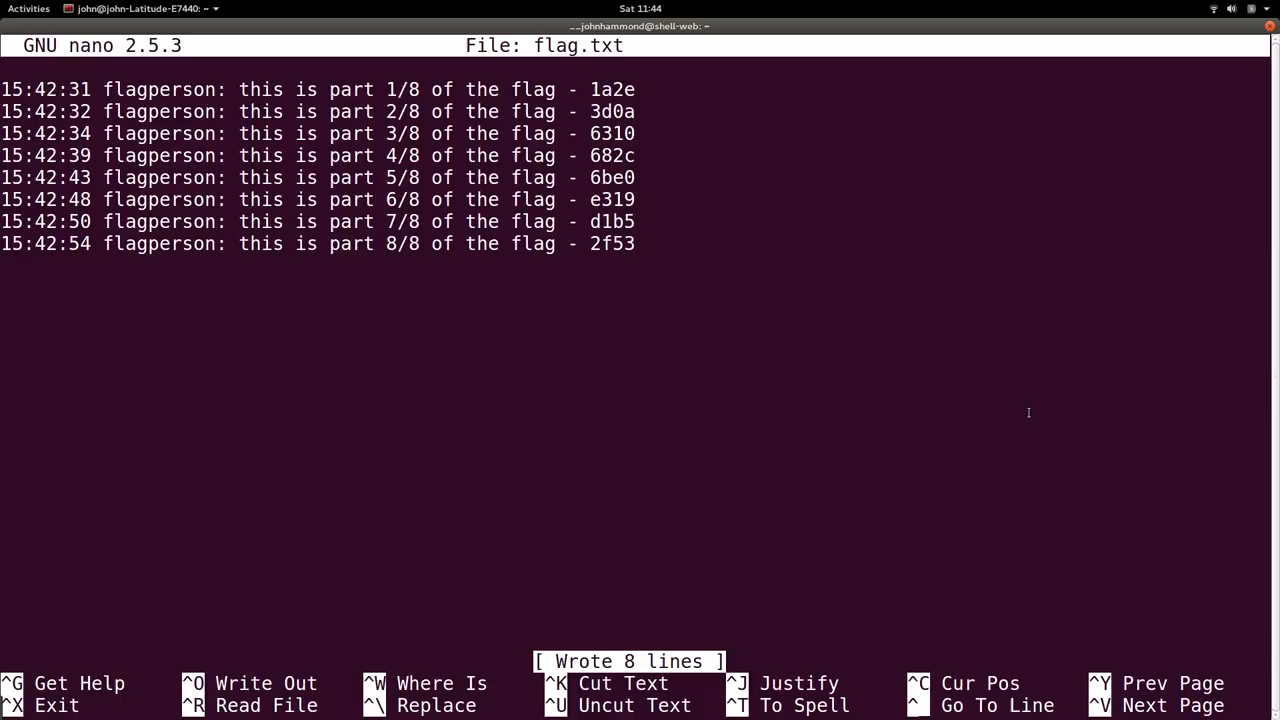 Activities john@john-Latitude-E7440: ~ Sat 11:44
__johnhammond@shell-web: ~
GNU nano 2.5.3 File: flag.txt
15:42:31 flagperson: this is part 1/8 of the flag - 1a2e
15:42:32 flagperson: this is part 2/8 of the flag - 3d0a
15:42:34 flagperson: this is part 3/8 of the flag - 6310
15:42:39 flagperson: this is part 4/8 of the flag - 682c
15:42:43 flagperson: this is part 5/8 of the flag - 6be0
15:42:48 flagperson: this is part 6/8 of the flag - e319
15:42:50 flagperson: this is part 7/8 of the flag - d1b5
15:42:54 flagperson: this is part 8/8 of the flag - 2f53
[ Wrote 8 lines ]
^G Get Help ^O Write Out ^W Where Is ^K Cut Text ^J Justify ^C Cur Pos ^Y Prev Page
^X Exit ^R Read File ^\ Replace ^U Uncut Text ^T To Spell ^_ Go To Line ^V Next Page